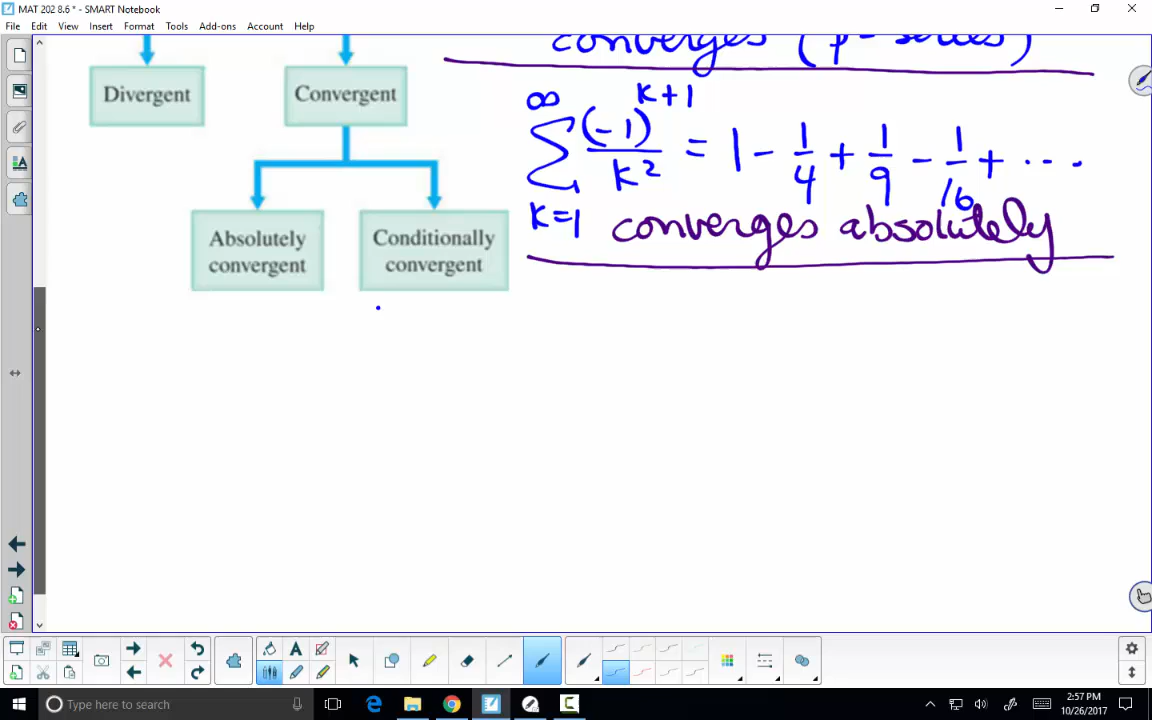 MAT 202 8.6 * - SMART Notebook
File Edit View Insert Format Tools Add-ons Account Help
converges (p-series)
Divergent
Convergent
∞ (-1)^{k+1}
∑ ——— = 1 - 1/4 + 1/9 - 1/16 + ...
k=1 k²
converges absolutely
Absolutely
convergent
Conditionally
convergent
Type here to search
2:57 PM
10/26/2017